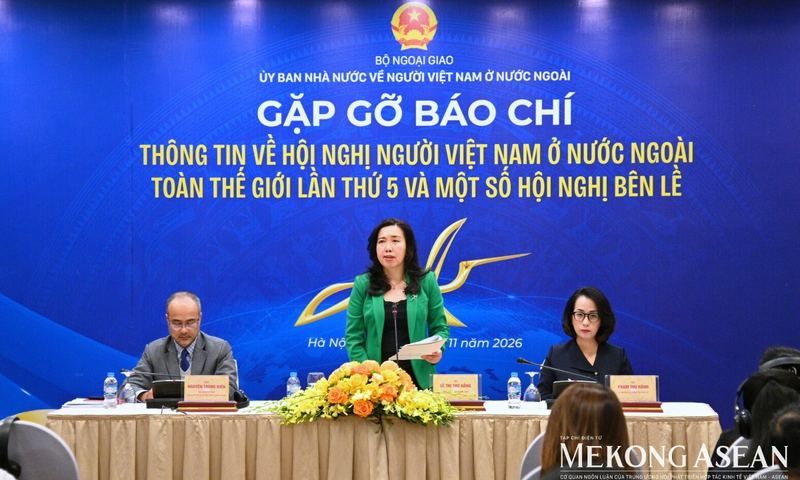 BỘ NGOẠI GIAO
ỦY BAN NHÀ NƯỚC VỀ NGƯỜI VIỆT NAM Ở NƯỚC NGOÀI
GẶP GỠ BÁO CHÍ
THÔNG TIN VỀ HỘI NGHỊ NGƯỜI VIỆT NAM Ở NƯỚC NGOÀI
TOÀN THẾ GIỚI LẦN THỨ 5 VÀ MỘT SỐ HỘI NGHỊ BÊN LỀ
Hà N 11 năm 2026
NGUYỄN TRUNG KIÊN
LÊ THỊ THU HẰNG
PHẠM THU HẰNG
TẠP CHÍ ĐIỆN TỬ
MEKONG ASEAN
CƠ QUAN NGÔN LUẬN CỦA TRUNG ƯƠNG HỘI PHÁT TRIỂN HỢP TÁC KINH TẾ VIỆT NAM - ASEAN